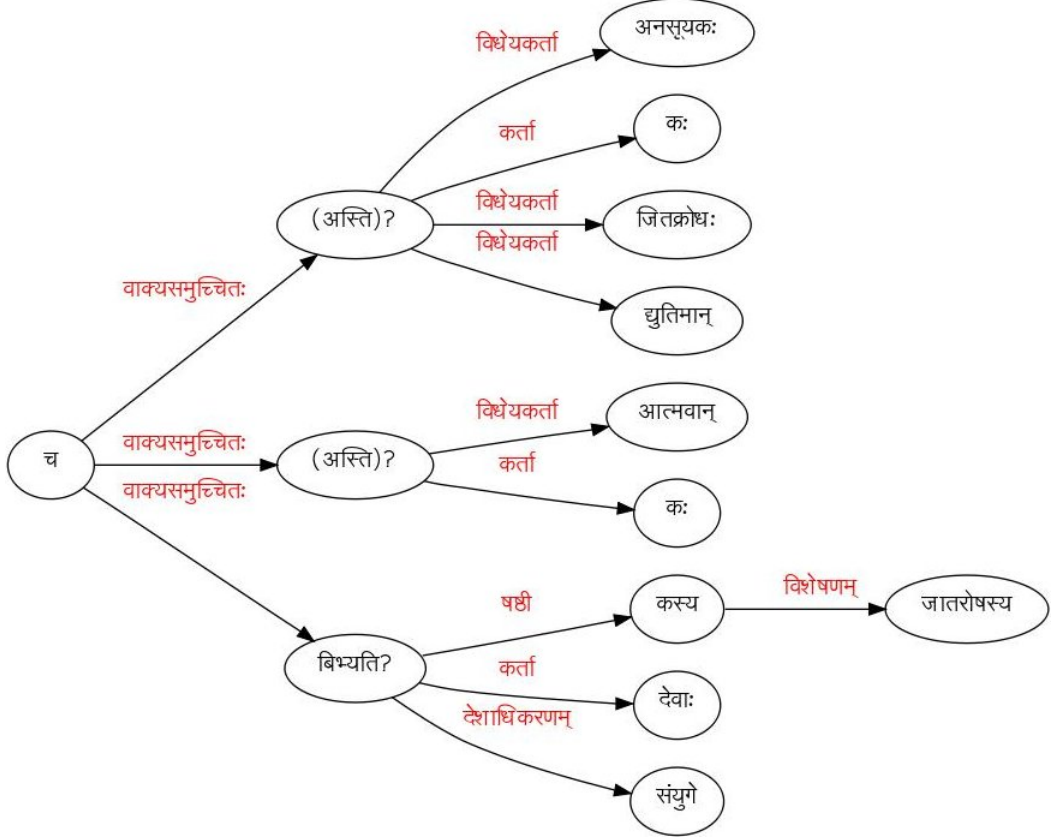 अनसूयकः
विधेयकर्ता
कः
कर्ता
विधेयकर्ता
(अस्ति)?
जितक्रोधः
विधेयकर्ता
वाक्यसमुच्चितः
द्युतिमान्
विधेयकर्ता
आत्मवान्
वाक्यसमुच्चितः
च
(अस्ति)?
कर्ता
वाक्यसमुच्चितः
कः
विशेषणम्
षष्ठी
कस्य
जातरोषस्य
बिभ्यति?
कर्ता
देवाः
देशाधिकरणम्
संयुगे